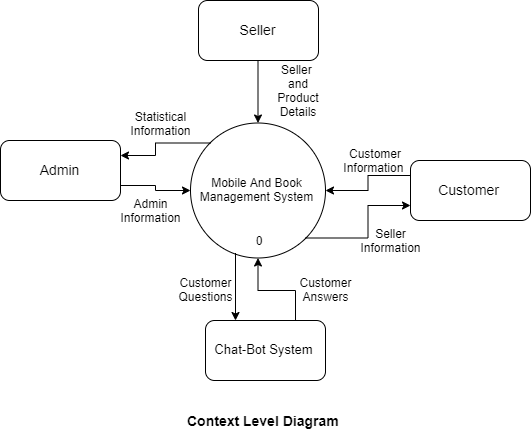 Seller
Seller
and
Product
Details
Statistical
Information
Admin
Admin
Information
Mobile And Book
Management System
0
Customer
Information
Customer
Seller
Information
Customer
Questions
Customer
Answers
Chat-Bot System
Context Level Diagram